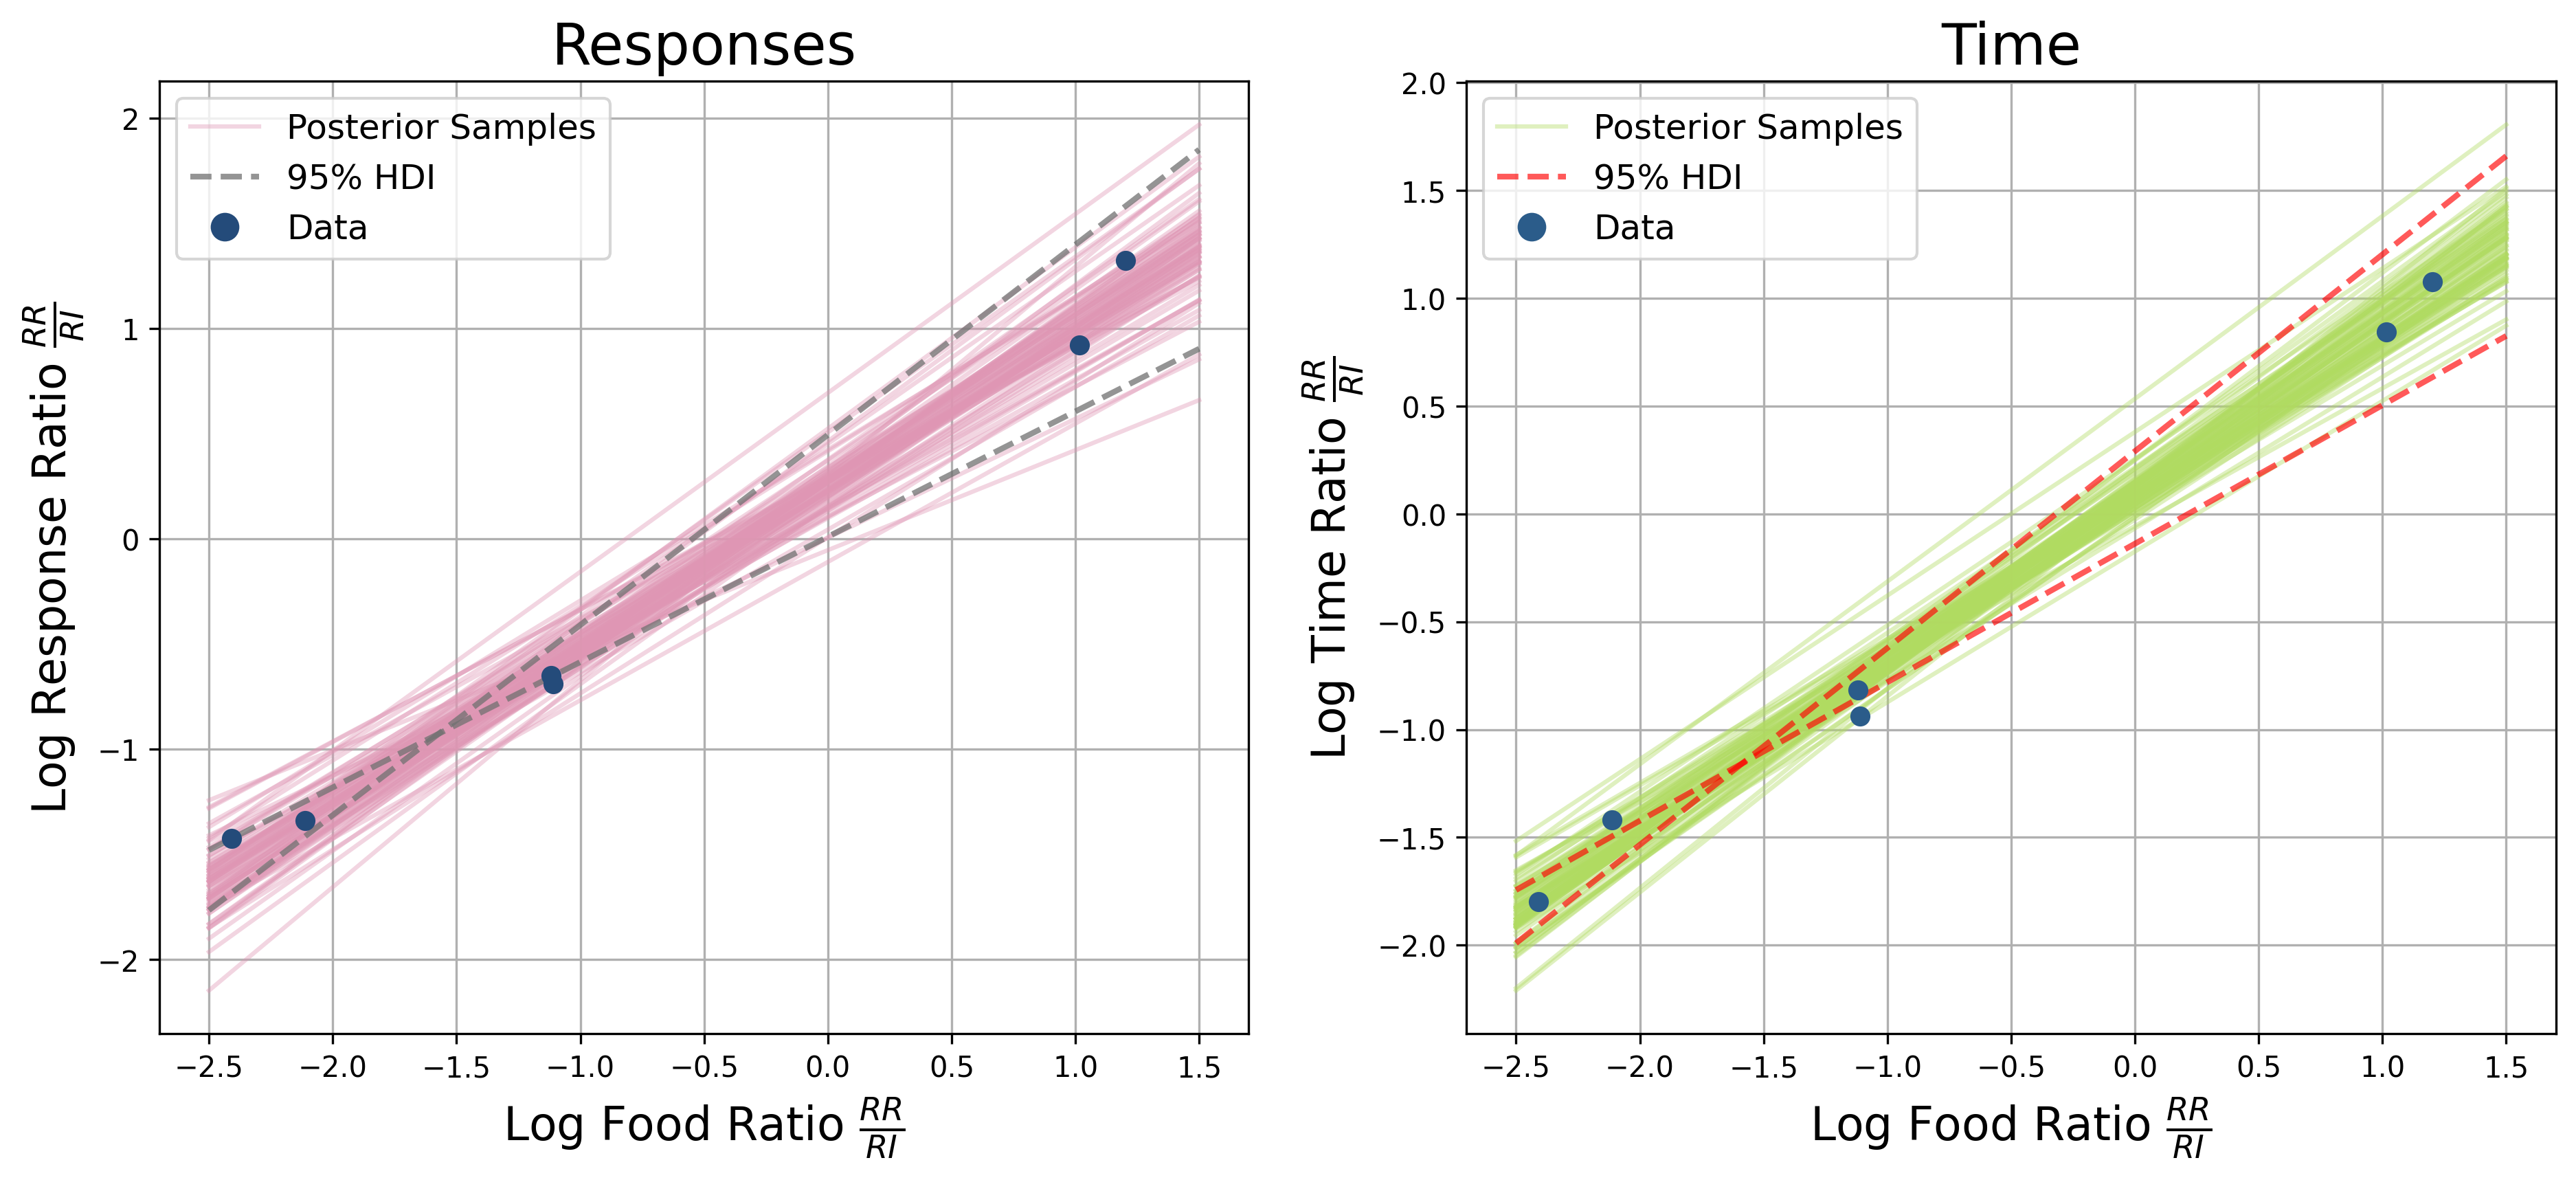 Responses
Posterior Samples
95% HDI
Data
2
1
0
−1
−2
Log Response Ratio RR/RI
−2.5 −2.0 −1.5 −1.0 −0.5 0.0 0.5 1.0 1.5
Log Food Ratio RR/RI
Time
Posterior Samples
95% HDI
Data
2.0
1.5
1.0
0.5
0.0
−0.5
−1.0
−1.5
−2.0
Log Time Ratio RR/RI
−2.5 −2.0 −1.5 −1.0 −0.5 0.0 0.5 1.0 1.5
Log Food Ratio RR/RI